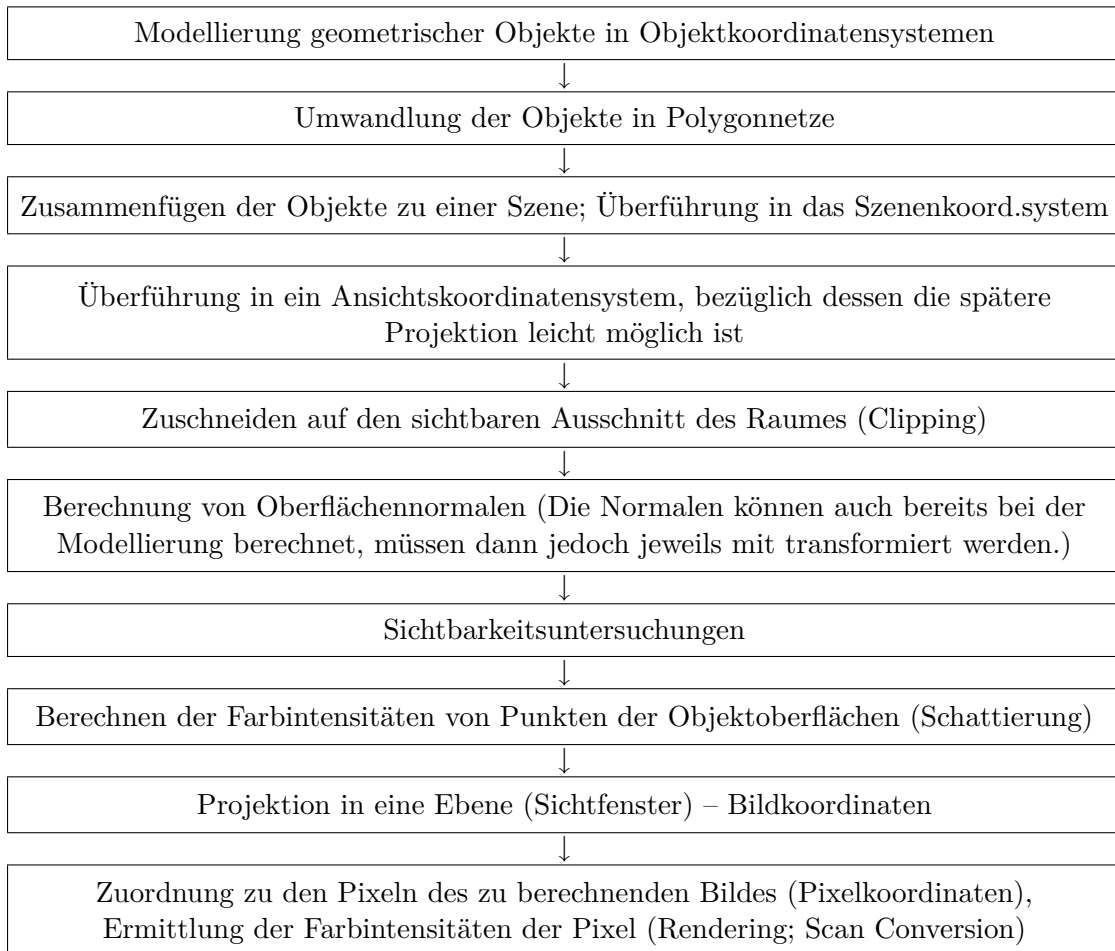 Modellierung geometrischer Objekte in Objektkoordinatensystemen
↓
Umwandlung der Objekte in Polygonnetze
↓
Zusammenfügen der Objekte zu einer Szene; Überführung in das Szenenkoord.system
↓
Überführung in ein Ansichtskoordinatensystem, bezüglich dessen die spätere
Projektion leicht möglich ist
↓
Zuschneiden auf den sichtbaren Ausschnitt des Raumes (Clipping)
↓
Berechnung von Oberflächennormalen (Die Normalen können auch bereits bei der
Modellierung berechnet, müssen dann jedoch jeweils mit transformiert werden.)
↓
Sichtbarkeitsuntersuchungen
↓
Berechnen der Farbintensitäten von Punkten der Objektoberflächen (Schattierung)
↓
Projektion in eine Ebene (Sichtfenster) – Bildkoordinaten
↓
Zuordnung zu den Pixeln des zu berechnenden Bildes (Pixelkoordinaten),
Ermittlung der Farbintensitäten der Pixel (Rendering; Scan Conversion)